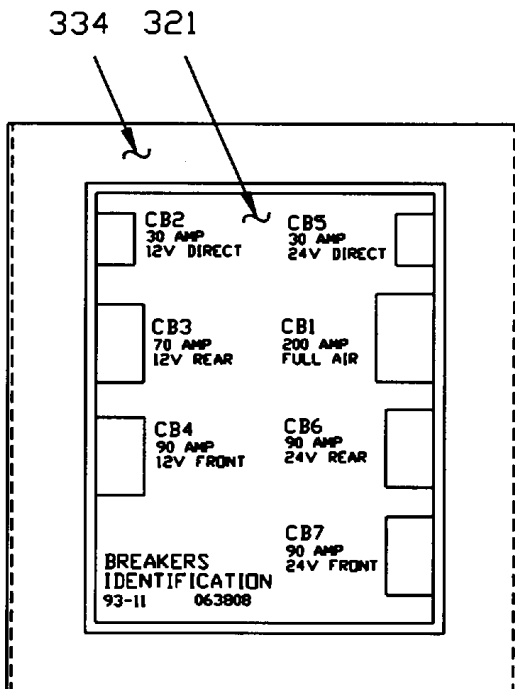 334 321
CB2
30 AMP
12V DIRECT
CB5
30 AMP
24V DIRECT
CB3
70 AMP
12V REAR
CB1
200 AMP
FULL AIR
CB4
90 AMP
12V FRONT
CB6
90 AMP
24V REAR
CB7
90 AMP
24V FRONT
BREAKERS
IDENTIFICATION
93-11 063808